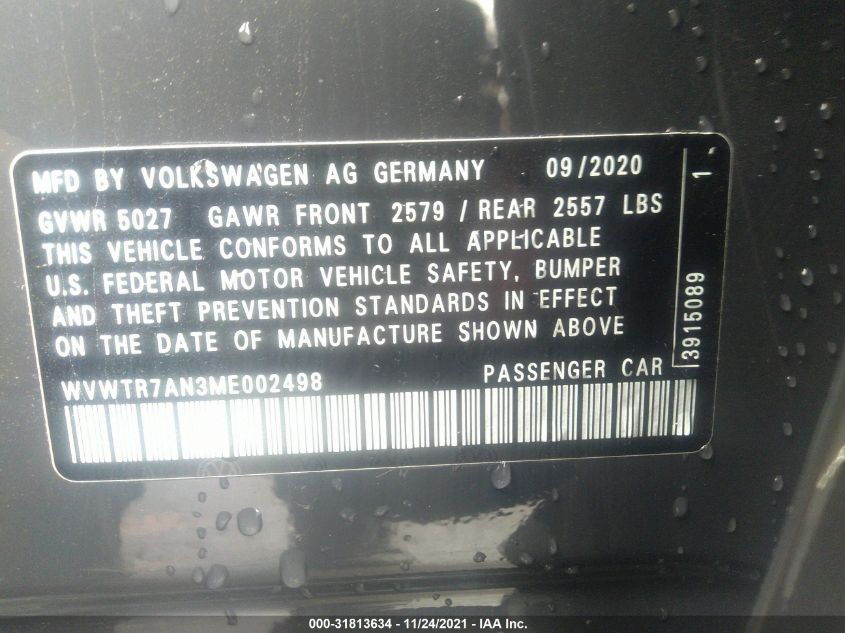 MFD BY VOLKSWAGEN AG GERMANY 09/2020
GVWR 5027 GAWR FRONT 2579 / REAR 2557 LBS
THIS VEHICLE CONFORMS TO ALL APPLICABLE
U.S. FEDERAL MOTOR VEHICLE SAFETY, BUMPER
AND THEFT PREVENTION STANDARDS IN EFFECT
ON THE DATE OF MANUFACTURE SHOWN ABOVE
WVWTR7AN3ME002498 PASSENGER CAR
3915089 1
000-31813634 - 11/24/2021 - IAA Inc.